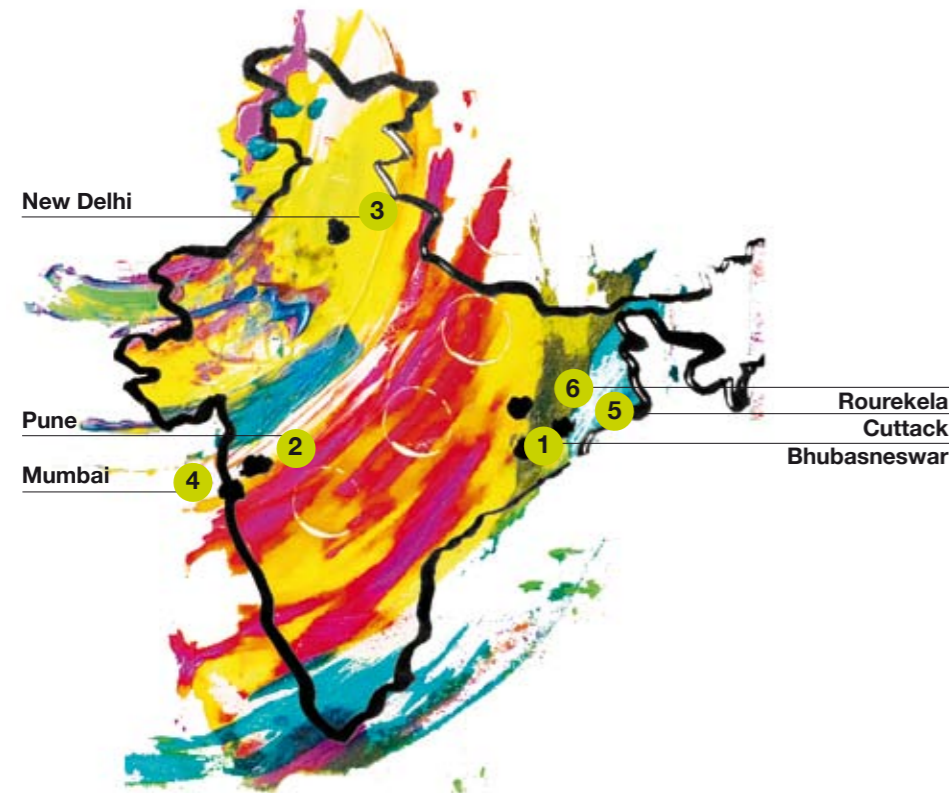 New Delhi
3
6
Rourekela
5
Cuttack
Pune
2
1
Bhubasneswar
Mumbai
4